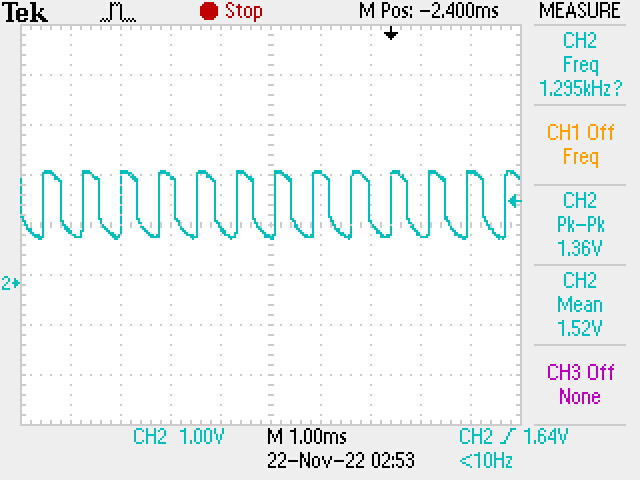 Tek Stop M Pos: -2.400ms MEASURE
CH2
Freq
1.295kHz?
CH1 Off
Freq
CH2
Pk-Pk
1.36V
CH2
Mean
1.52V
CH3 Off
None
2
CH2 1.00V M 1.00ms CH2 1.64V
22-Nov-22 02:53 <10Hz